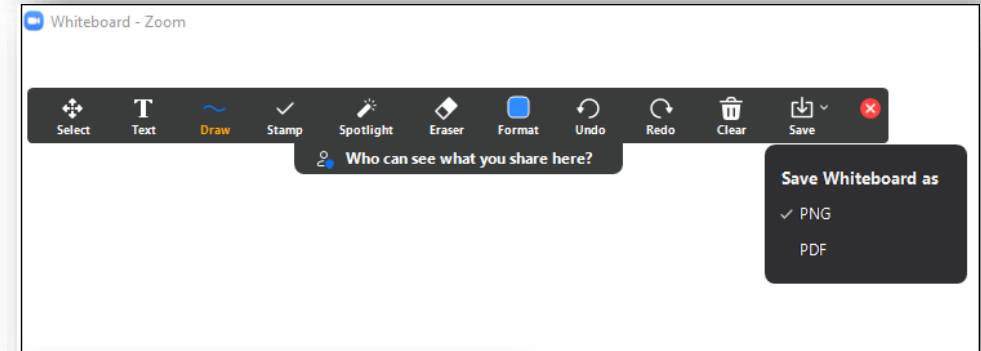 Whiteboard - Zoom
Select Text Draw Stamp Spotlight Eraser Format Undo Redo Clear Save
Who can see what you share here?
Save Whiteboard as
PNG
PDF